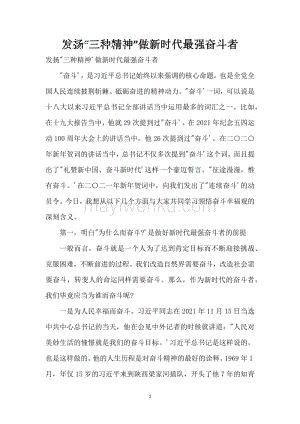 发扬“三种精神”做新时代最强奋斗者
发扬"三种精神'做新时代最强奋斗者
"奋斗'，是习近平总书记始终以来强调的核心命题，也是全党全
国人民连续披荆斩棘、砥砺奋进的精神动力。'奋斗'一词，可以说是
十八大以来习近平总书记全部讲话当中运用最多的词汇之一。比如
在十九大报告当中，他就 29 次提到了'奋斗'。在 2021 年纪念五四运
动 100 周年大会上的讲话当中，他 26 次提到了'奋斗'。在二〇二〇
年新年贺词的讲话当中，总书记不仅多次提到奋斗这个词，而且还提
出了"礼赞新中国、奋斗新时代'这样一个童迈誓言，"征途漫漫，惟
有奋斗。'在二〇二一年新年贺词中，向我们发出了"连续奋斗'的动
员令。今日，我想从以下几个方面与大家共同学习领悟奋斗幸福观的
深刻含义。
第一，明白"为什么而奋斗'是做好新时代最强奋斗者的前提
一般而言，奋斗就是一个人为了达到肯定目标而不断迎接挑战、
克服困难，不断奋进的过程。我们改造自然界需要奋斗，改造社会也
需要奋斗，转变人的命运同样需要奋斗。那么，作为新时代的奋斗者，
我们毕竟应当为谁而奋斗呢?
一是为人民幸福而奋斗。习近平同志在 2021 年 11 月 15 日当选
中共中心总书记的当天，他在会见中外记者的时候就讲道："人民对
美妙生活的憧憬就是我们的奋斗目标。'习近平总书记是这样说的，
也是这样做的，他的人生历程是对奋斗精神的最好的诠释，1969 年 1
月，年仅 15 岁的习近平来到陕西梁家河插队，开头了他 7 年的知青
1